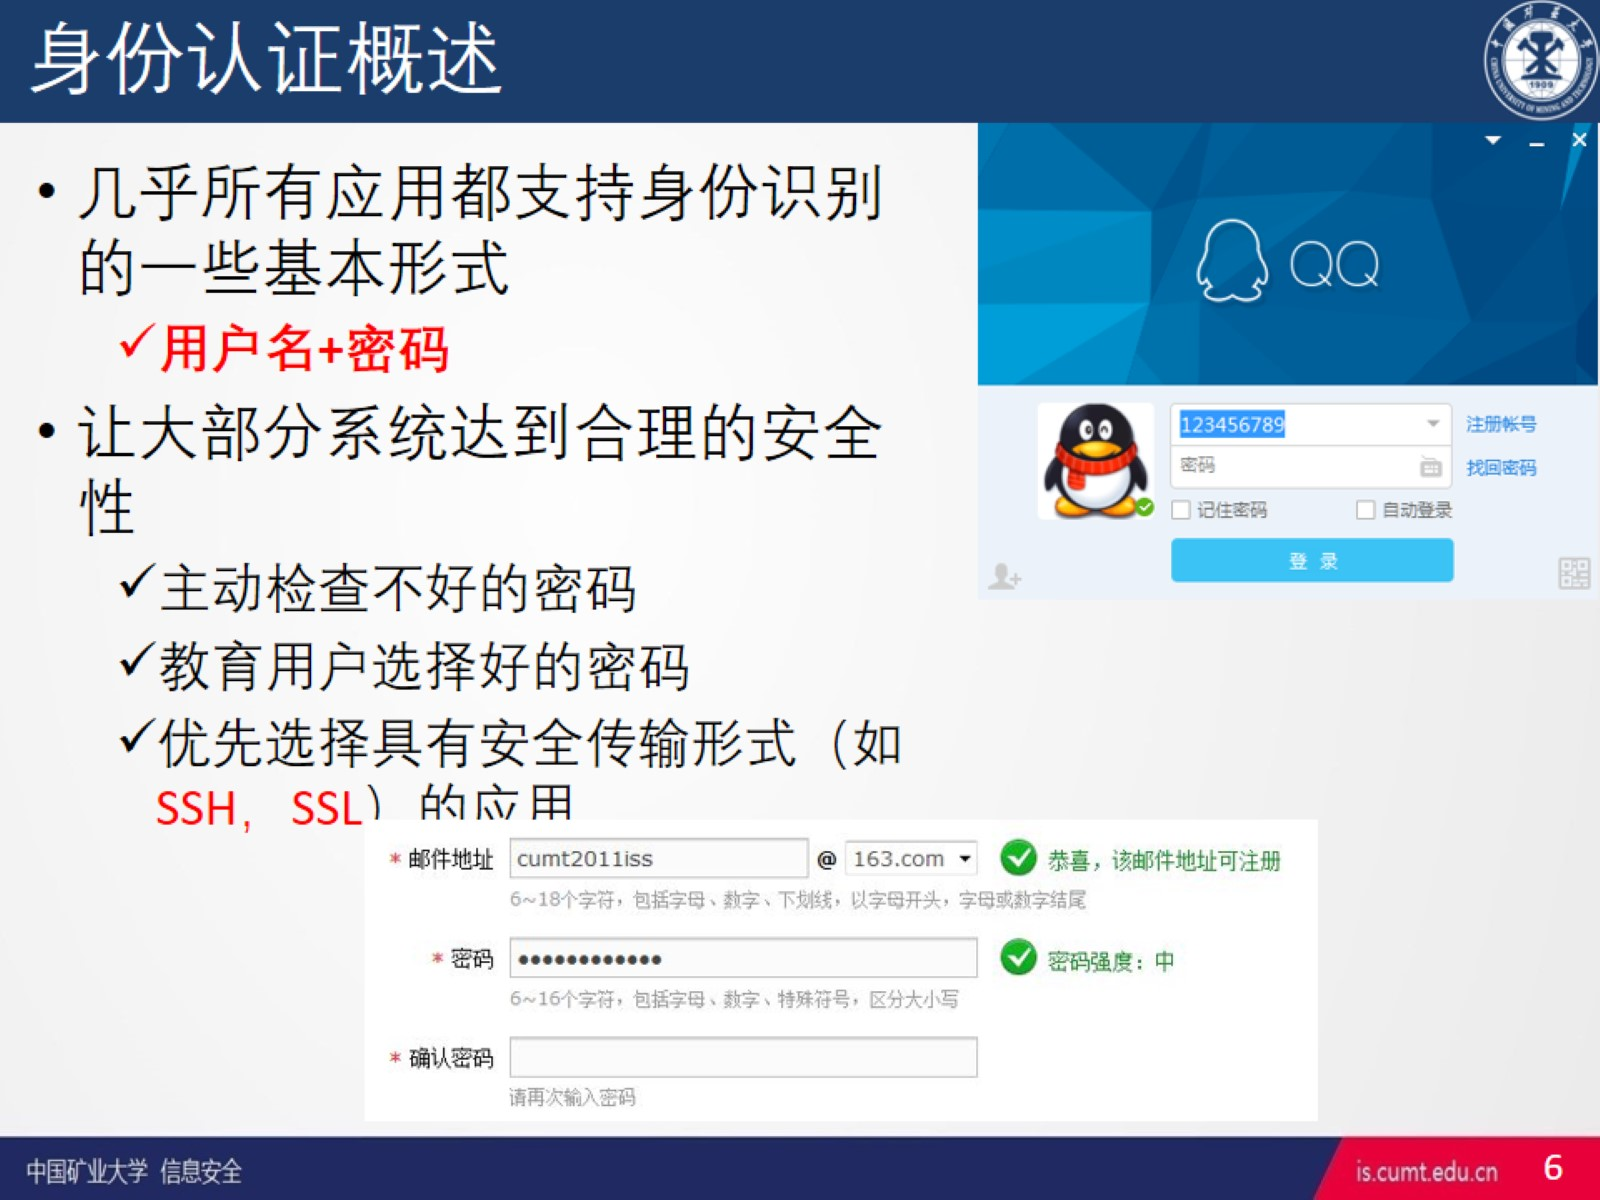 身份认证概述
• 几乎所有应用都支持身份识别
的一些基本形式
✓用户名+密码
• 让大部分系统达到合理的安全
性
✓主动检查不好的密码
✓教育用户选择好的密码
✓优先选择具有安全传输形式（如
SSH， SSL）的应用
QQ
123456789
注册帐号
密码
找回密码
记住密码
自动登录
登 录
* 邮件地址 cumt2011iss @ 163.com 恭喜，该邮件地址可注册
6~18个字符，包括字母、数字、下划线，以字母开头，字母或数字结尾
* 密码 ●●●●●●●●●●●● 密码强度：中
6~16个字符，包括字母、数字、特殊符号，区分大小写
* 确认密码
请再次输入密码
中国矿业大学 信息安全
is.cumt.edu.cn 6
1909
CHINA UNIVERSITY OF MINING AND TECHNOLOGY